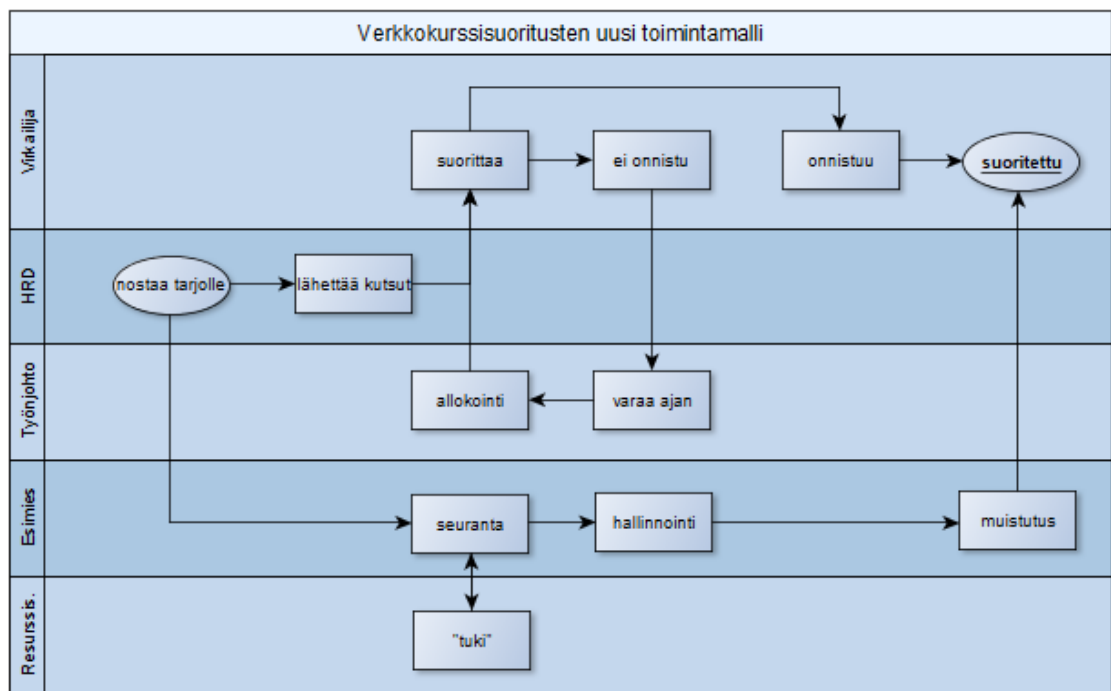 Verkkokurssisuoritusten uusi toimintamalli
Virkailija
suorittaa
ei onnistu
onnistuu
suoritettu
HRD
nostaa tarjolle
lähettää kutsut
Työnjohto
allokointi
varaa ajan
Esimies
seuranta
hallinnointi
muistutus
Resurssis.
"tuki"